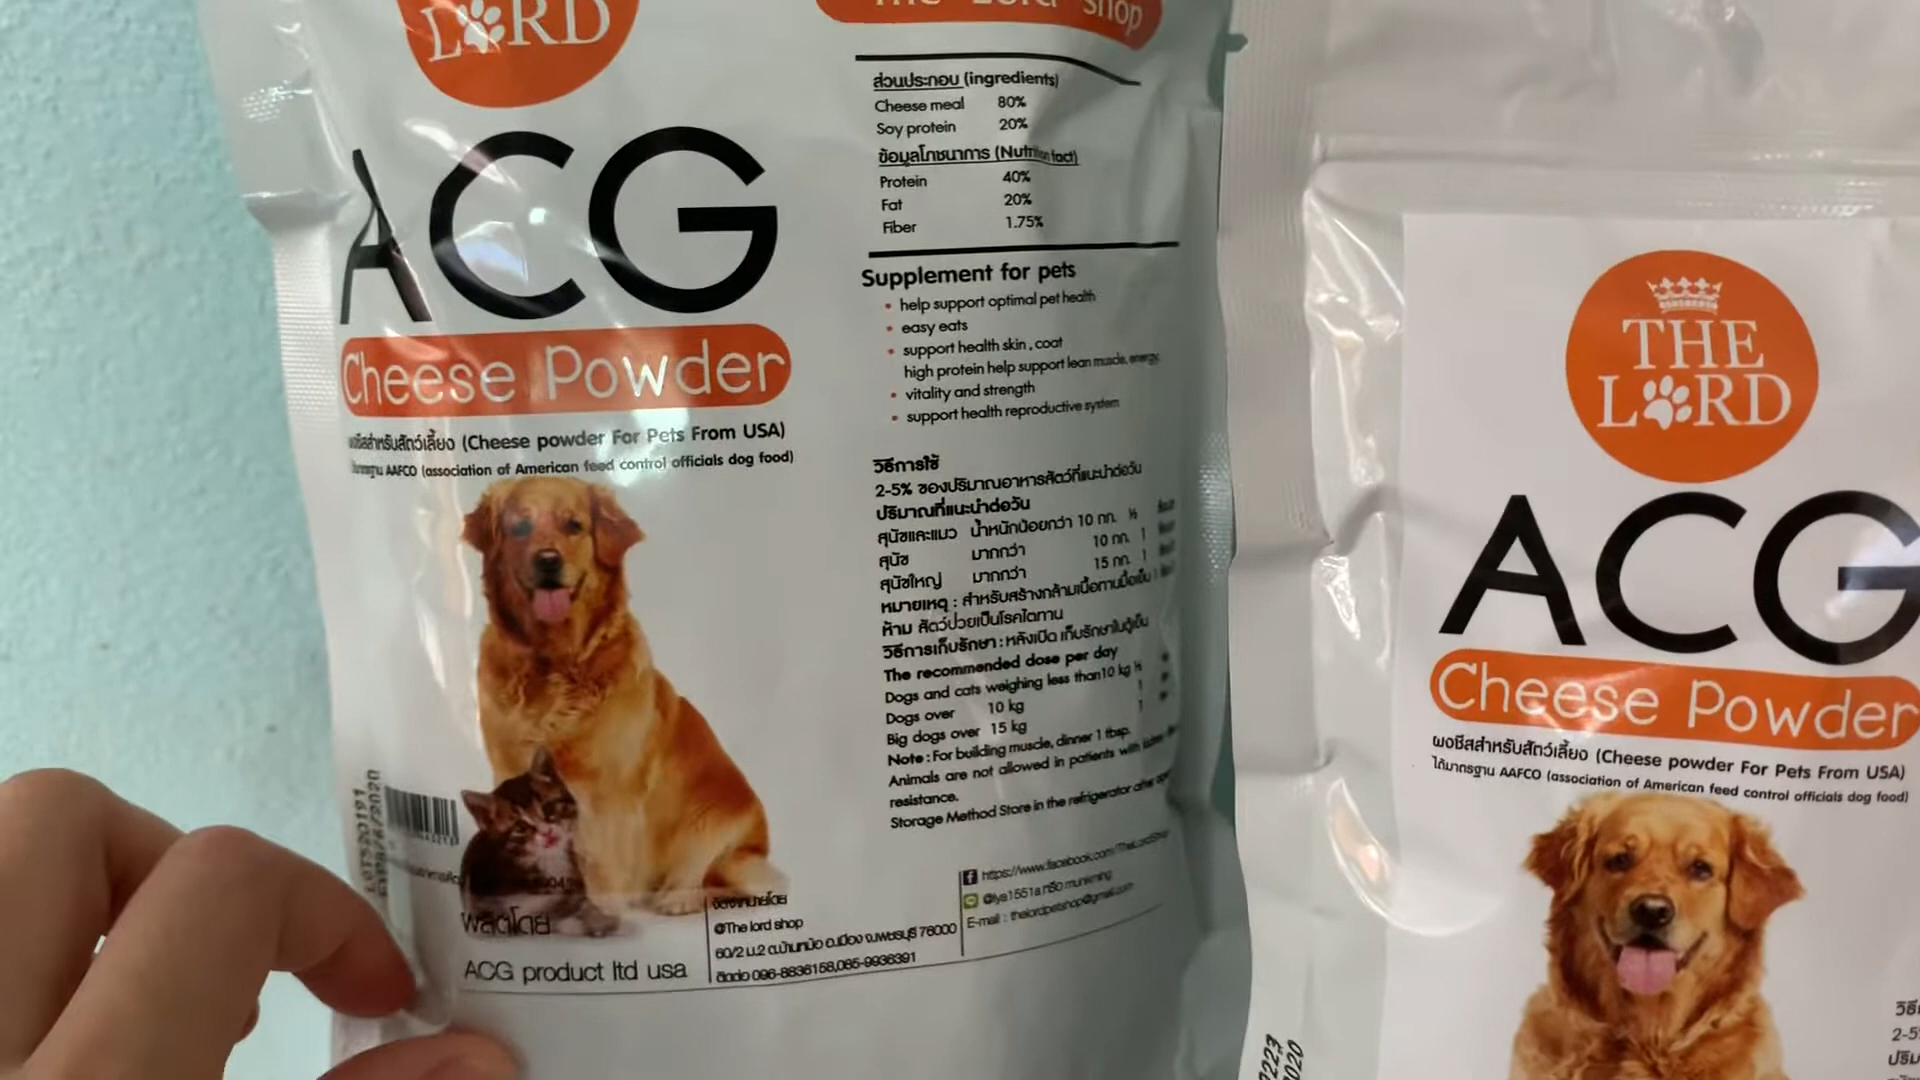 THE
LORD
The Lord shop
ACG
Cheese Powder
(Cheese powder For Pets From USA)
AAFCO (association of American feed control officials dog food)
ส่วนประกอบ (ingredients)
Cheese meal 80%
Soy protein 20%
ข้อมูลโภชนาการ (Nutrition fact)
Protein 40%
Fat 20%
Fiber 1.75%
Supplement for pets
• help support optimal pet health
• easy eats
• support health skin , coat
high protein help support lean muscle, energy,
• vitality and strength
• support health reproductive system
วิธีการใช้
2-5% ของปริมาณอาหารสัตว์ที่แนะนำต่อวัน
ปริมาณที่แนะนำต่อวัน
สุนัขและแมว น้ำหนักน้อยกว่า 10 กก. ½
สุนัข มากกว่า 10 กก. 1
สุนัขใหญ่ มากกว่า 15 กก. 1
หมายเหตุ : สำหรับสร้างกล้ามเนื้อทานมื้อเย็น 1
ห้าม สัตว์ป่วยเป็นโรคไตทาน
วิธีการเก็บรักษา : หลังเปิด เก็บรักษาในตู้เย็น
The recommended dose per day
Dogs and cats weighing less than10 kg ½
Dogs over 10 kg 1
Big dogs over 15 kg 1
Note : For building muscle, dinner 1 tbsp.
Animals are not allowed in patients with
resistance.
Storage Method Store in the refrigerator after
LOT520191
ผลิตโดย
ACG product ltd usa
จัดจำหน่ายโดย
@The lord shop
60/2 ม.2 ต.บ้านหม้อ อ.เมือง จ.เพชรบุรี 76000
ติดต่อ 096-8836158,085-9936391
https://www.facebook.com/TheLordShop
@lya1551a หรือ munkming
E-mail : thelordpetshop@gmail.com
THE
LORD
ACG
Cheese Powder
ผงชีสสำหรับสัตว์เลี้ยง (Cheese powder For Pets From USA)
ได้มาตรฐาน AAFCO (association of American feed control officials dog food)
2-5